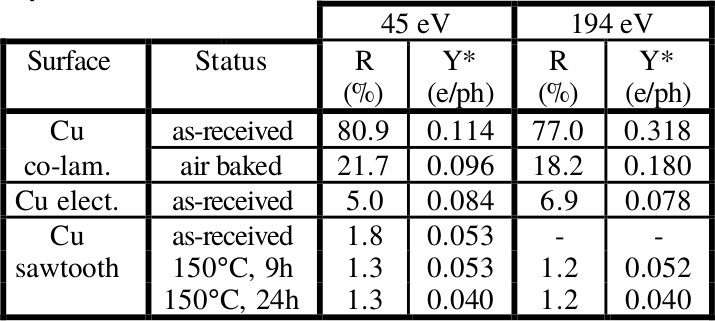 45 eV 194 eV
Surface Status R Y* R Y*
(%) (e/ph) (%) (e/ph)
Cu as-received 80.9 0.114 77.0 0.318
co-lam. air baked 21.7 0.096 18.2 0.180
Cu elect. as-received 5.0 0.084 6.9 0.078
Cu as-received 1.8 0.053 - -
sawtooth 150°C, 9h 1.3 0.053 1.2 0.052
150°C, 24h 1.3 0.040 1.2 0.040